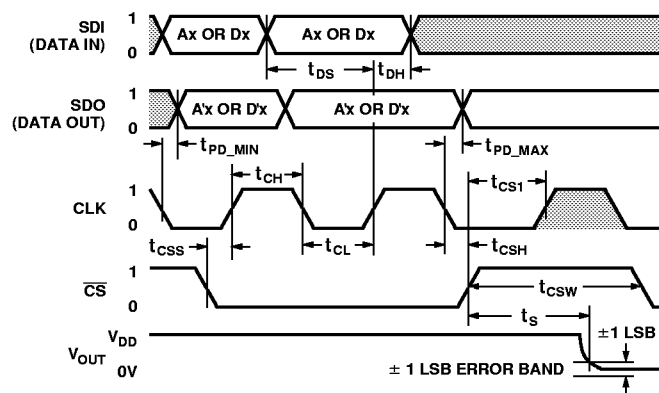 SDI
(DATA IN)
1
0
Ax OR Dx
Ax OR Dx
tDS
tDH
SDO
(DATA OUT)
1
0
A'x OR D'x
A'x OR D'x
tPD_MIN
tPD_MAX
tCH
tCS1
CLK
1
0
tCSS
tCL
tCSH
CS
1
0
tCSW
tS
±1 LSB
VOUT
VDD
0V
± 1 LSB ERROR BAND